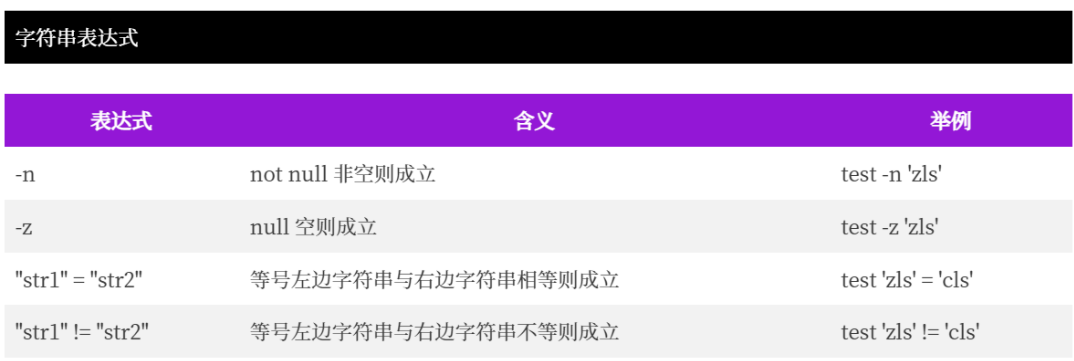 字符串表达式
表达式 含义 举例
-n not null 非空则成立 test -n 'zls'
-z null 空则成立 test -z 'zls'
"str1" = "str2" 等号左边字符串与右边字符串相等则成立 test 'zls' = 'cls'
"str1" != "str2" 等号左边字符串与右边字符串不等则成立 test 'zls' != 'cls'